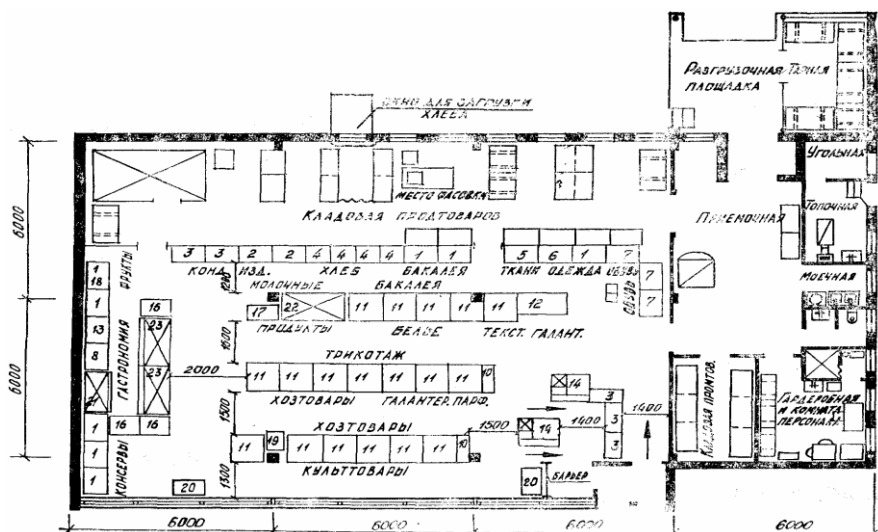 РАЗГРУЗОЧНАЯ ТАРНАЯ
ПЛОЩАДКА
ОКНО ДЛЯ ЗАГРУЗКИ
ХЛЕБА
УГОЛЬНАЯ
МЕСТО ФАСОВКИ
ТОПОЧНАЯ
КЛАДОВАЯ ПРОДТОВАРОВ
ПРИЕМОЧНАЯ
6000
3 3 2 2 4 4 4 4 1 1 5 6 1 7
ФРУКТЫ
КОНД. ИЗД. ХЛЕБ БАКАЛЕЯ ТКАНИ ОДЕЖДА ОБУВЬ
1
18
7
МОЕЧНАЯ
МОЛОЧНЫЕ БАКАЛЕЯ
ОБУВЬ
1 16 17 22 11 11 11 11 11 12 7
ПРОДУКТЫ БЕЛЬЕ ТЕКСТ. ГАЛАНТ.
13 23
8
ГАСТРОНОМИЯ
1600
ТРИКОТАЖ
6000
23 2000 11 11 11 11 11 11 11 10
14
ХОЗТОВАРЫ ГАЛАНТЕР. ПАРФ.
1500
3
КЛАДОВАЯ ПРОМТОВ.
ГАРДЕРОБНАЯ
И КОМНАТА
ПЕРСОНАЛА
1 16 16
ХОЗТОВАРЫ
1500 14 1400 3 1400
1 11 19 11 11 11 11 11 10
3
КОНСЕРВЫ
КУЛЬТТОВАРЫ
1 20 1500 20 БАРЬЕР
6000 6000 6000 6000